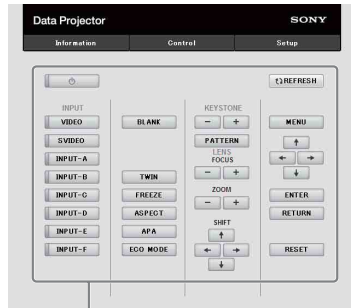 Data Projector
SONY
Information
Control
Setup
REFRESH
INPUT
VIDEO
SVIDEO
INPUT-A
INPUT-B
INPUT-C
INPUT-D
INPUT-E
INPUT-F
BLANK
TWIN
FREEZE
ASPECT
APA
ECO MODE
KEYSTONE
- +
PATTERN
LENS
FOCUS
- +
ZOOM
- +
SHIFT
↑
← →
↓
MENU
↑
← →
↓
ENTER
RETURN
RESET